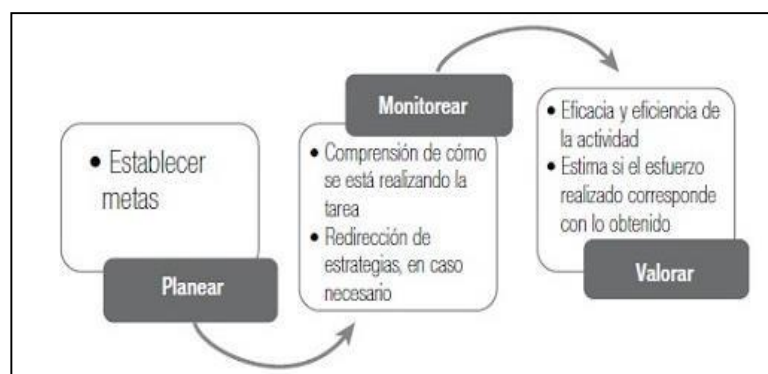 • Establecer
metas
Planear
Monitorear
• Comprensión de cómo
se está realizando la
tarea
• Redirección de
estrategias, en caso
necesario
• Eficacia y eficiencia de
la actividad
• Estima si el esfuerzo
realizado corresponde
con lo obtenido
Valorar